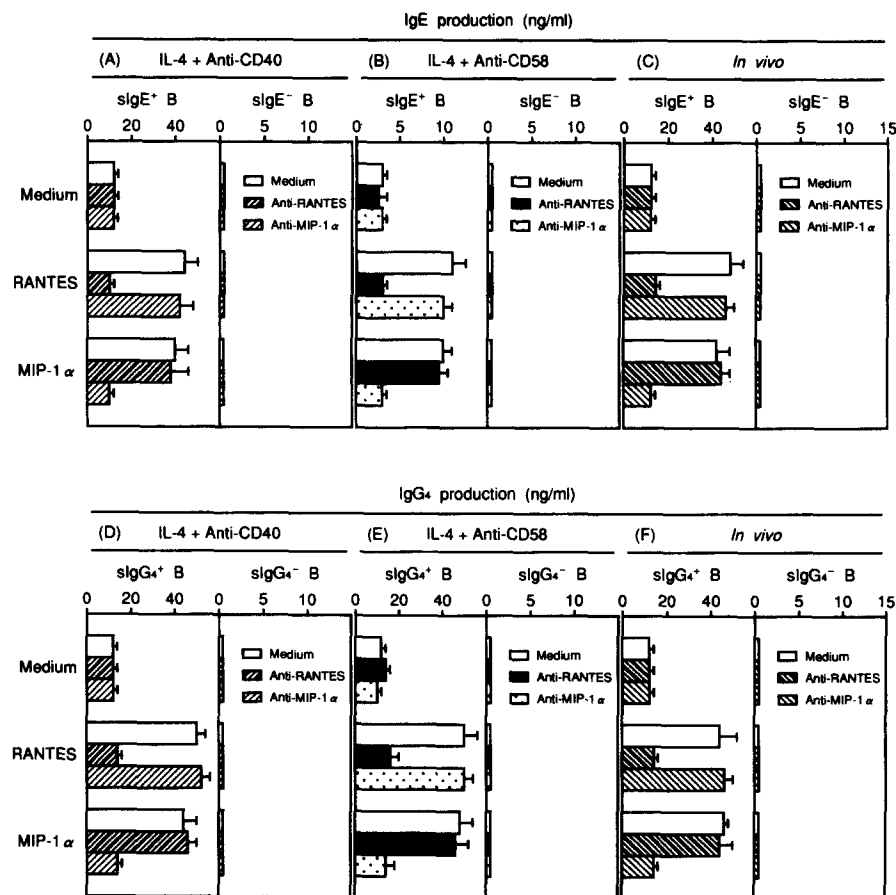 IgE production (ng/ml)
(A) IL-4 + Anti-CD40 (B) IL-4 + Anti-CD58 (C) In vivo
sIgE⁺ B sIgE⁻ B sIgE⁺ B sIgE⁻ B sIgE⁺ B sIgE⁻ B
0 20 40 0 5 10 0 5 10 0 5 10 0 20 40 0 5 10 15
Medium Anti-RANTES Anti-MIP-1α
Medium Anti-RANTES Anti-MIP-1α
Medium Anti-RANTES Anti-MIP-1α
Medium
RANTES
MIP-1α
IgG₄ production (ng/ml)
(D) IL-4 + Anti-CD40 (E) IL-4 + Anti-CD58 (F) In vivo
sIgG₄⁺ B sIgG₄⁻ B sIgG₄⁺ B sIgG₄⁻ B sIgG₄⁺ B sIgG₄⁻ B
0 20 40 0 5 10 0 20 40 0 5 10 0 20 40 0 5 10 15
Medium Anti-RANTES Anti-MIP-1α
Medium Anti-RANTES Anti-MIP-1α
Medium Anti-RANTES Anti-MIP-1α
Medium
RANTES
MIP-1α